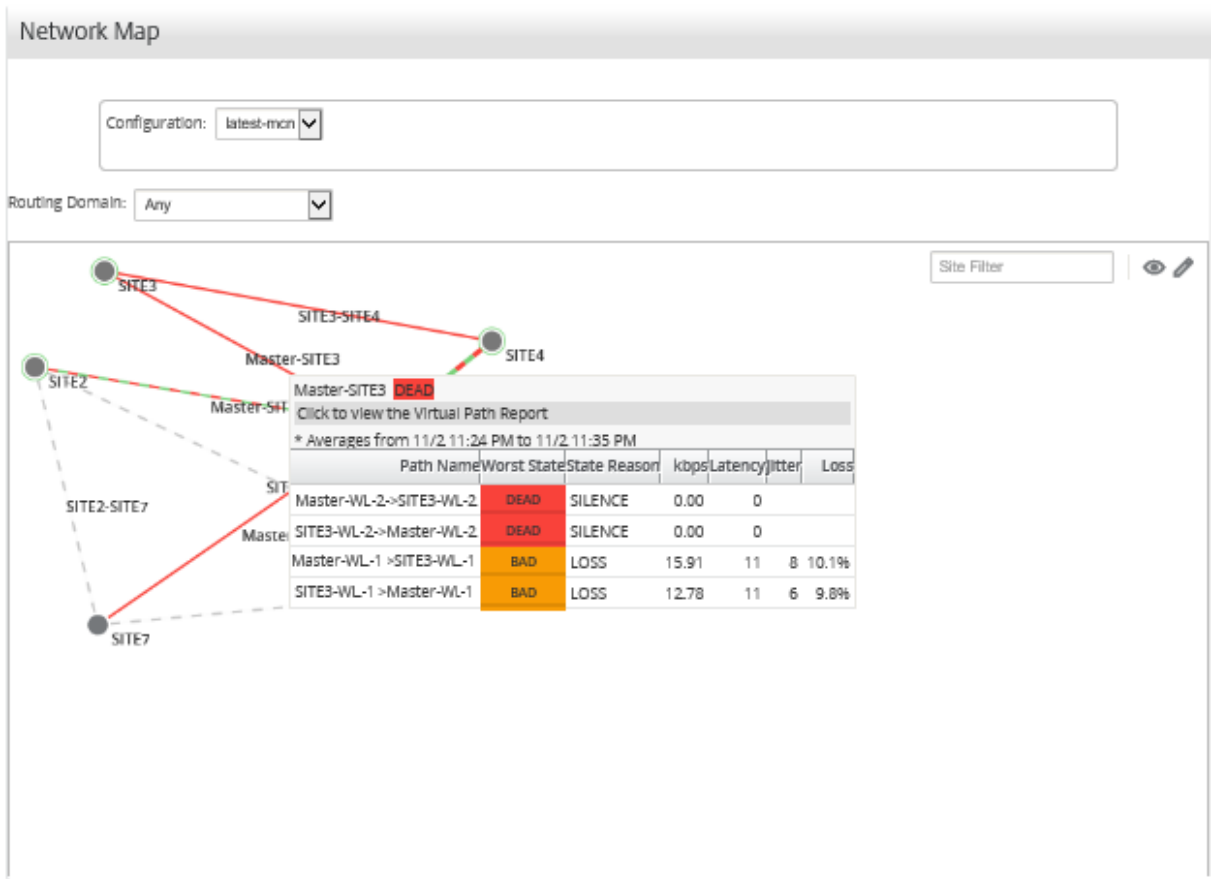 Network Map
Configuration: latest-mcn
Routing Domain: Any
Site Filter
SITE3
SITE3-SITE4
SITE4
Master-SITE3
SITE2
Master-SIT
Master-SITE3 DEAD
Click to view the Virtual Path Report
* Averages from 11/2 11:24 PM to 11/2 11:35 PM
Path Name Worst State State Reason kbps Latency Jitter Loss
Master-WL-2->SITE3-WL-2 DEAD SILENCE 0.00 0
SITE3-WL-2->Master-WL-2 DEAD SILENCE 0.00 0
Master-WL-1 >SITE3-WL-1 BAD LOSS 15.91 11 8 10.1%
SITE3-WL-1 >Master-WL-1 BAD LOSS 12.78 11 6 9.8%
SIT
SITE2-SITE7
Master
SITE7